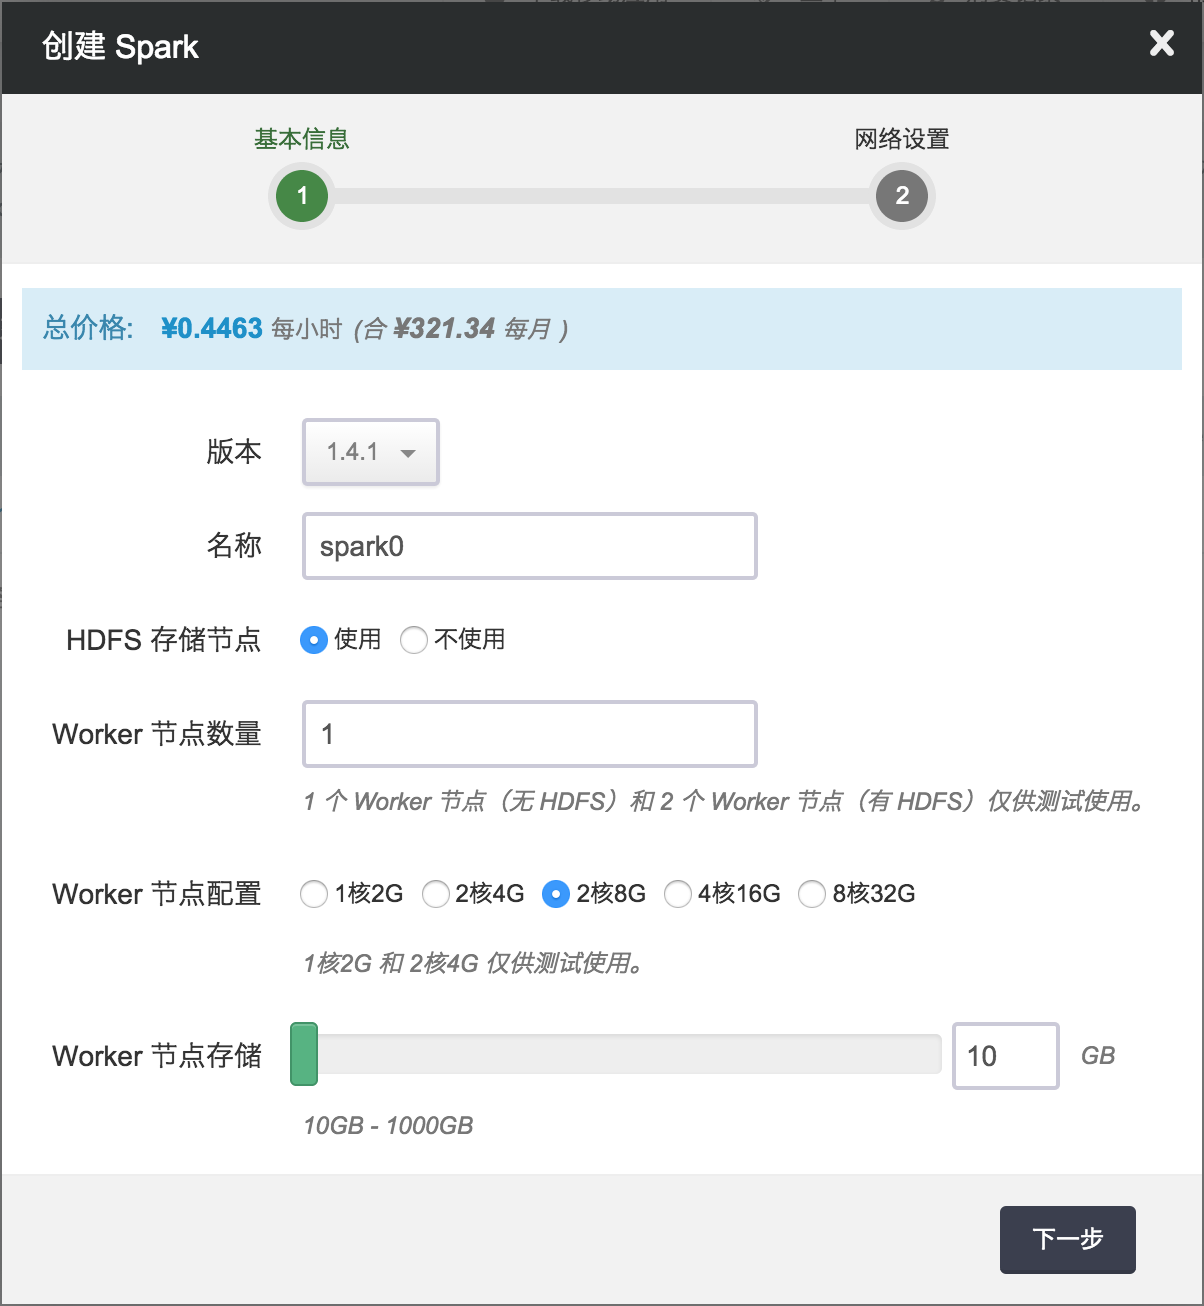 创建 Spark
基本信息
网络设置
1
2
总价格: ¥0.4463 每小时 (合 ¥321.34 每月 )
版本 1.4.1
名称 spark0
HDFS 存储节点 使用 不使用
Worker 节点数量 1
1 个 Worker 节点（无 HDFS）和 2 个 Worker 节点（有 HDFS）仅供测试使用。
Worker 节点配置 1核2G 2核4G 2核8G 4核16G 8核32G
1核2G 和 2核4G 仅供测试使用。
Worker 节点存储 10 GB
10GB - 1000GB
下一步